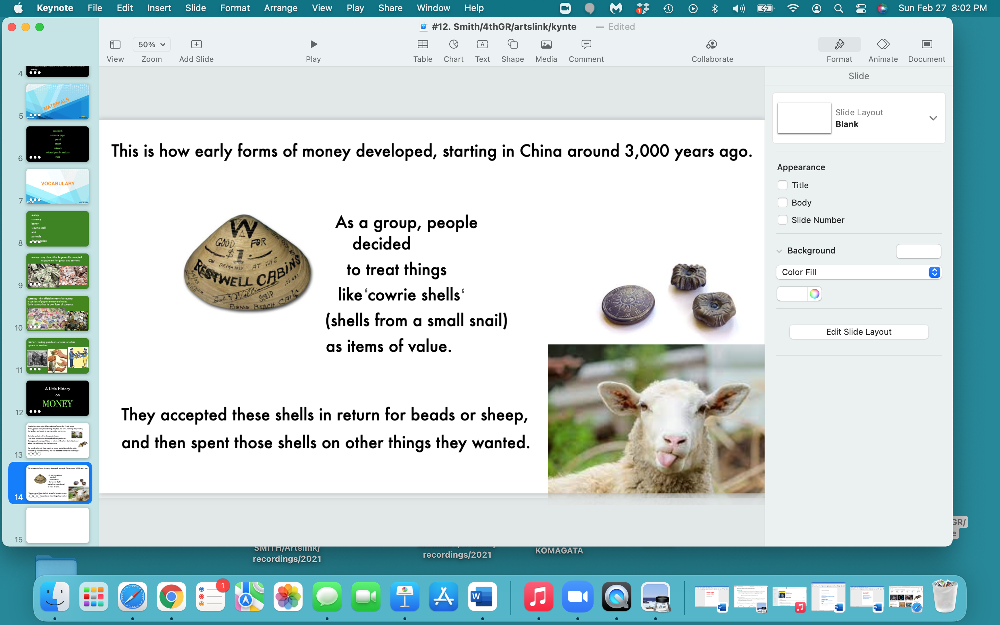 Keynote File Edit Insert Slide Format Arrange View Play Share Window Help
1
Sun Feb 27 8:02 PM
#12. Smith/4thGR/artslink/kynte — Edited
50%
View Zoom Add Slide Play Table Chart Text Shape Media Comment Collaborate Format Animate Document
4
MATERIALS
5
notebook
any white paper
pencil
eraser
scissors
colored pencils, markers
ruler
6
VOCABULARY
ARTSLINK
7
money
currency
barter
'cowrie shell'
mint
portable
8
money - any object that is generally accepted
as payment for goods and services
9
currency - the official money of a country.
It consists of paper money and coins.
Each country has its own form of currency.
10
barter - trading goods or services for other
goods or services
11
A Little History
on
MONEY
12
13
14
15
This is how early forms of money developed, starting in China around 3,000 years ago.
W
GOOD FOR
$1.
ON DEMAND AT THE
RESTWELL CABINS
SCRIP
PISMO BEACH CALIF
As a group, people
decided
to treat things
like ‘cowrie shells‘
(shells from a small snail)
as items of value.
They accepted these shells in return for beads or sheep,
and then spent those shells on other things they wanted.
Slide
Slide Layout
Blank
Appearance
Title
Body
Slide Number
Background
Color Fill
Edit Slide Layout
GR/
e
SMITH/Artslink/
recordings/2021
recordings/2021
KOMAGATA
1
W